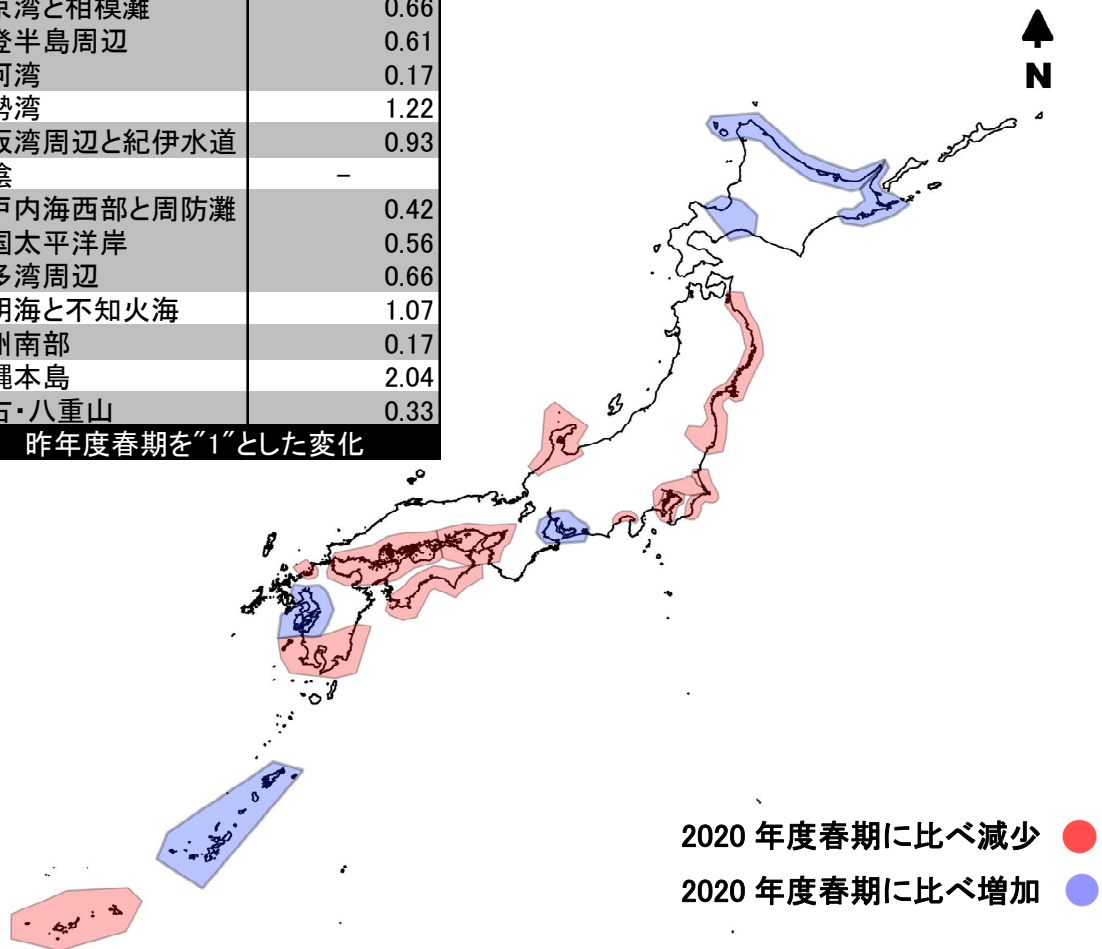 京湾と相模灘 0.66
登半島周辺 0.61
河湾 0.17
勢湾 1.22
阪湾周辺と紀伊水道 0.93
陰 −
戸内海西部と周防灘 0.42
国太平洋岸 0.56
多湾周辺 0.66
明海と不知火海 1.07
州南部 0.17
縄本島 2.04
古・八重山 0.33
昨年度春期を"1"とした変化
N
2020 年度春期に比べ減少
2020 年度春期に比べ増加